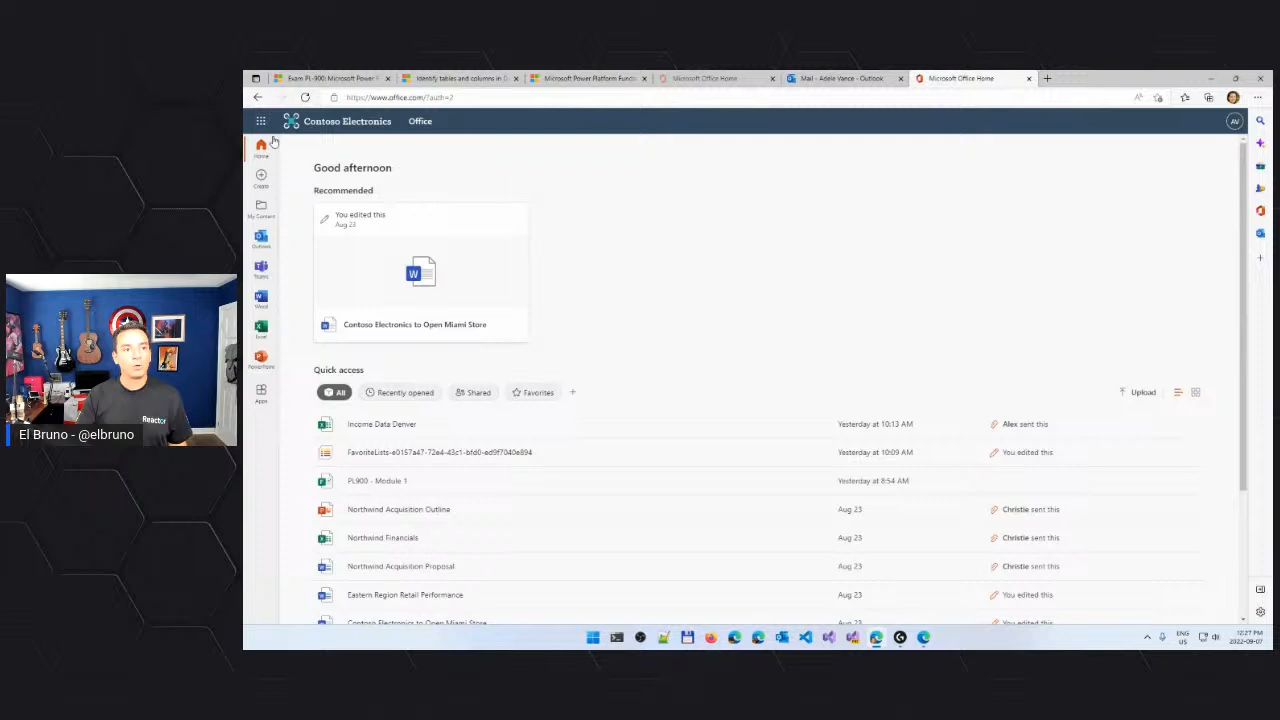 Exam PL-900: Microsoft Power P
Identify tables and columns in D
Microsoft Power Platform Funda
Microsoft Office Home
Mail - Adele Vance - Outlook
Microsoft Office Home
https://www.office.com/?auth=2
Contoso Electronics
Office
AV
Home
Create
My Content
Outlook
Teams
Word
Excel
PowerPoint
Apps
Good afternoon
Recommended
You edited this
Aug 23
Contoso Electronics to Open Miami Store
Quick access
All
Recently opened
Shared
Favorites
Upload
Income Data Denver Yesterday at 10:13 AM Alex sent this
FavoriteLists-e0157a47-72e4-43c1-bfd0-ed9f7040e894 Yesterday at 10:09 AM You edited this
PL900 - Module 1 Yesterday at 8:54 AM
Northwind Acquisition Outline Aug 23 Christie sent this
Northwind Financials Aug 23 Christie sent this
Northwind Acquisition Proposal Aug 23 Christie sent this
Eastern Region Retail Performance Aug 23 You edited this
Contoso Electronics to Open Miami Store Aug 23 You edited this
Reactor
El Bruno - @elbruno
ENG
US
12:27 PM
2022-09-07